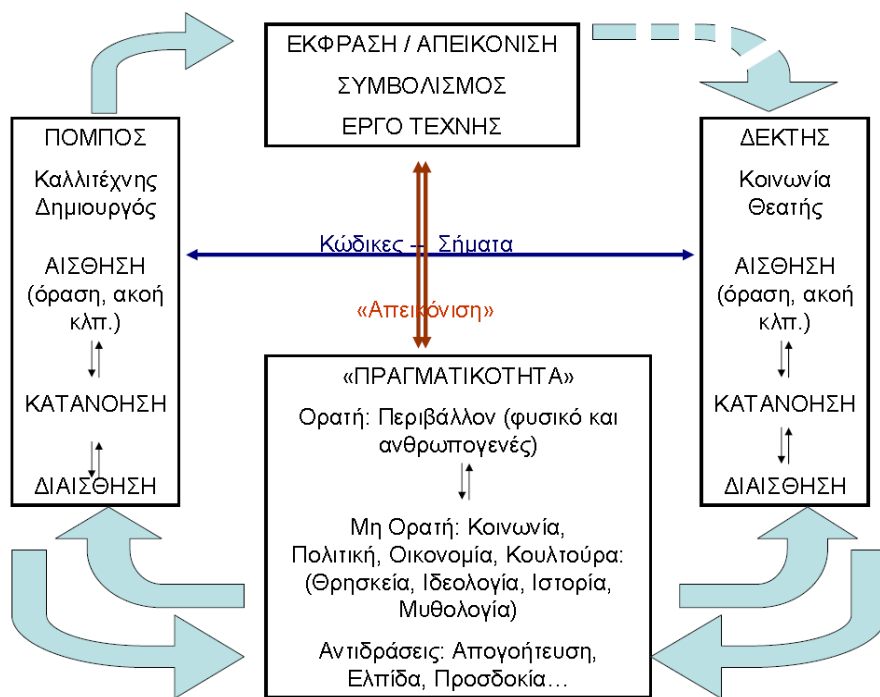 ΕΚΦΡΑΣΗ / ΑΠΕΙΚΟΝΙΣΗ
ΣΥΜΒΟΛΙΣΜΟΣ
ΕΡΓΟ ΤΕΧΝΗΣ
ΠΟΜΠΟΣ
Καλλιτέχνης
Δημιουργός
ΑΙΣΘΗΣΗ
(όραση, ακοή
κλπ.)
ΚΑΤΑΝΟΗΣΗ
ΔΙΑΙΣΘΗΣΗ
Κώδικες – Σήματα
«Απεικόνιση»
ΔΕΚΤΗΣ
Κοινωνία
Θεατής
ΑΙΣΘΗΣΗ
(όραση, ακοή
κλπ.)
ΚΑΤΑΝΟΗΣΗ
ΔΙΑΙΣΘΗΣΗ
«ΠΡΑΓΜΑΤΙΚΟΤΗΤΑ»
Ορατή: Περιβάλλον (φυσικό και
ανθρωπογενές)
Μη Ορατή: Κοινωνία,
Πολιτική, Οικονομία, Κουλτούρα:
(Θρησκεία, Ιδεολογία, Ιστορία,
Μυθολογία)
Αντιδράσεις: Απογοήτευση,
Ελπίδα, Προσδοκία…